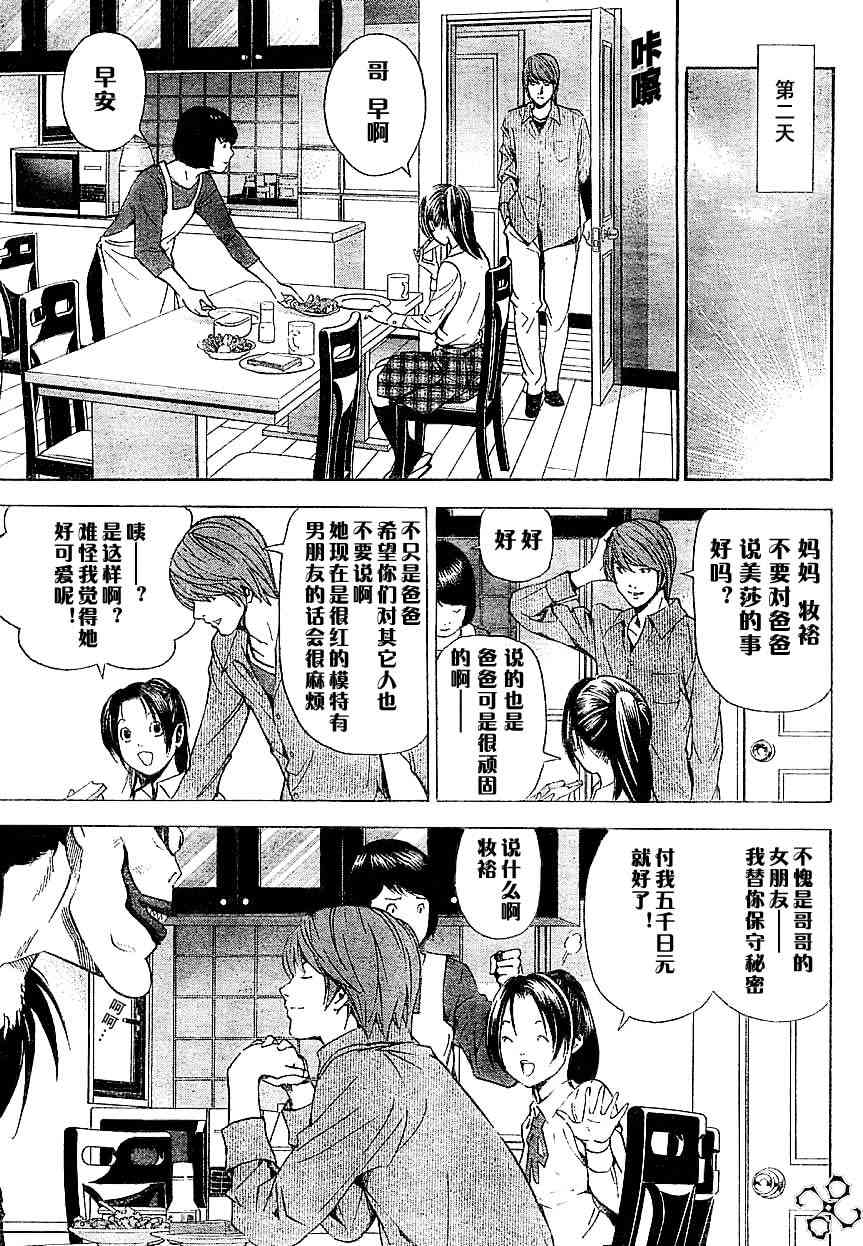 第二天
咔嚓
哥 早啊
早安
妈妈 妝裕
不要对爸爸
说美莎的事
好吗？
好好
说的也是
爸爸可是很顽固
的啊——
不只是爸爸
希望你们对其它人也
不要说啊
她现在是很红的模特有
男朋友的话会很麻烦
咦——？
是这样啊？
难怪我觉得她
好可爱呢！
不愧是哥哥的
女朋友——
我替你保守秘密
付我五千日元
就好了！
说什么啊
妝裕
呵呵…